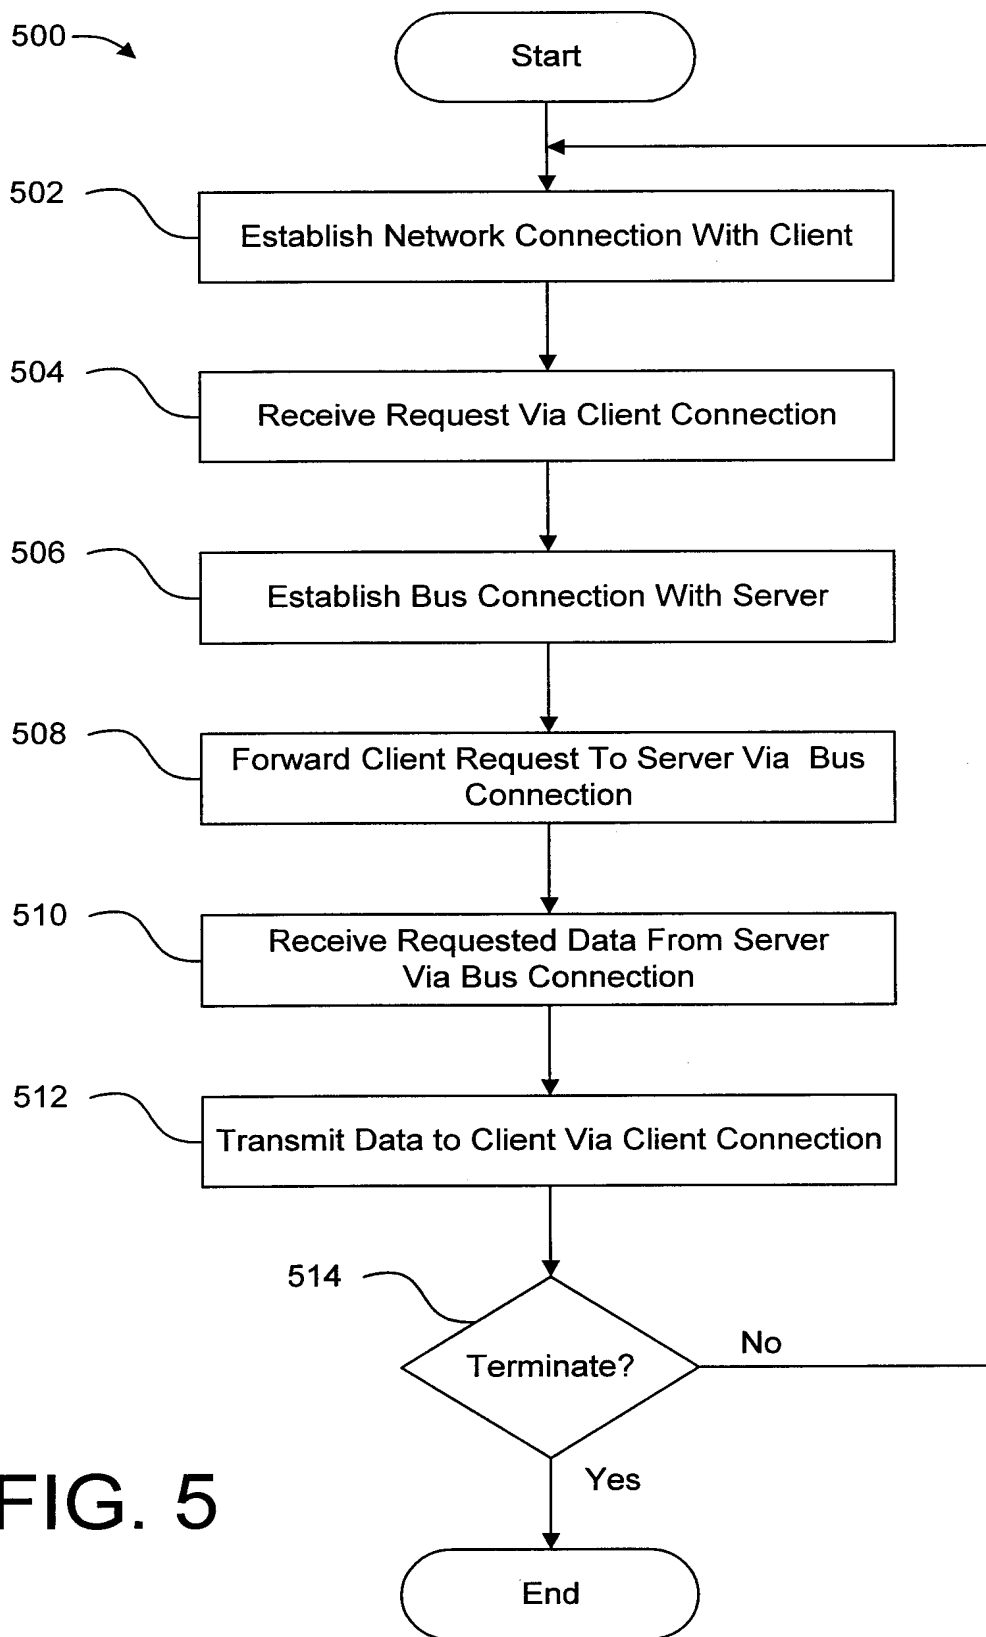 500
Start
502
Establish Network Connection With Client
504
Receive Request Via Client Connection
506
Establish Bus Connection With Server
508
Forward Client Request To Server Via Bus
Connection
510
Receive Requested Data From Server
Via Bus Connection
512
Transmit Data to Client Via Client Connection
514
Terminate?
No
Yes
FIG. 5
End